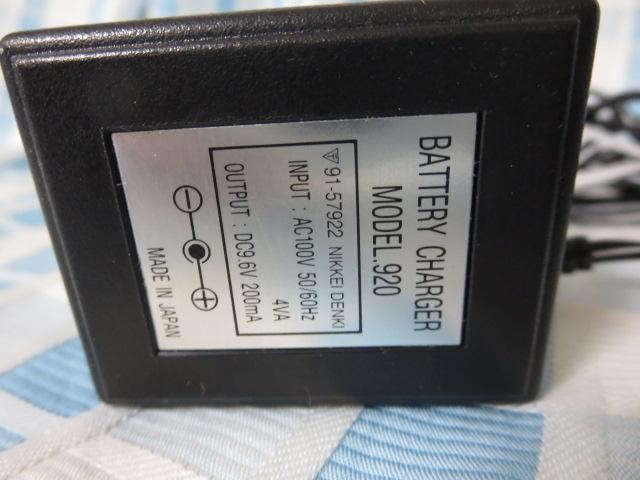 BATTERY CHARGER
MODEL.920
91-57922 NIKKEI DENKI
INPUT : AC100V 50/60Hz
4VA
OUTPUT : DC9.6V 200mA
MADE IN JAPAN